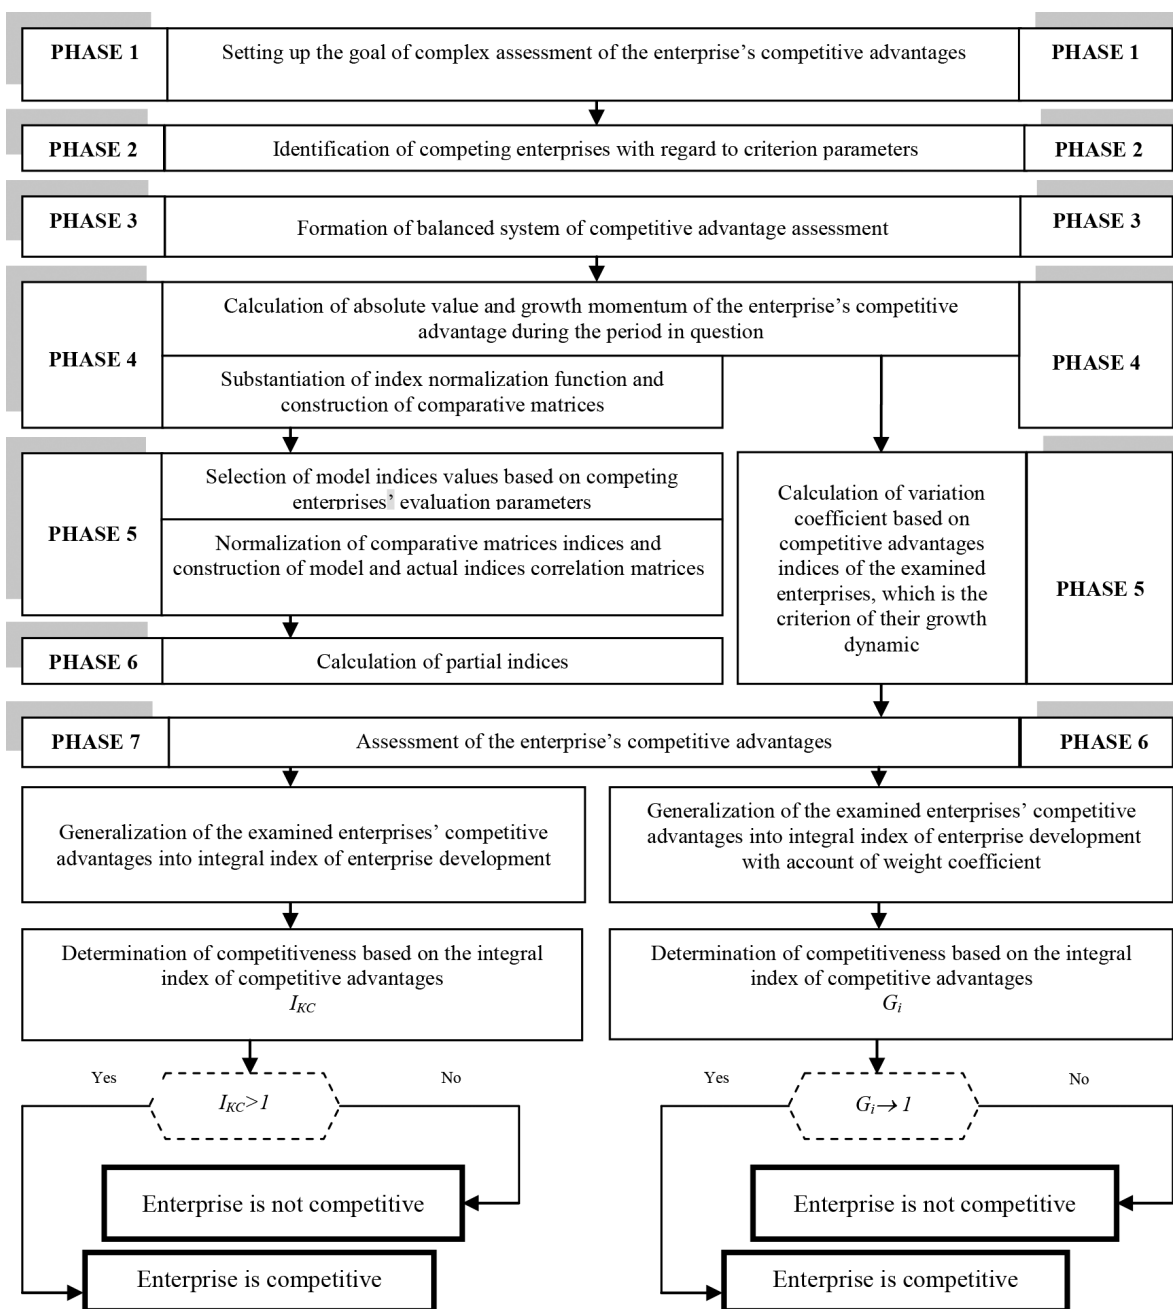 PHASE 1
Setting up the goal of complex assessment of the enterprise’s competitive advantages
PHASE 1
PHASE 2
Identification of competing enterprises with regard to criterion parameters
PHASE 2
PHASE 3
Formation of balanced system of competitive advantage assessment
PHASE 3
PHASE 4
Calculation of absolute value and growth momentum of the enterprise’s competitive
advantage during the period in question
Substantiation of index normalization function and
construction of comparative matrices
PHASE 4
PHASE 5
Selection of model indices values based on competing
enterprises’ evaluation parameters
Normalization of comparative matrices indices and
construction of model and actual indices correlation matrices
Calculation of variation
coefficient based on
competitive advantages
indices of the examined
enterprises, which is the
criterion of their growth
dynamic
PHASE 5
PHASE 6
Calculation of partial indices
PHASE 7
Assessment of the enterprise’s competitive advantages
PHASE 6
Generalization of the examined enterprises’ competitive
advantages into integral index of enterprise development
Generalization of the examined enterprises’ competitive
advantages into integral index of enterprise development
with account of weight coefficient
Determination of competitiveness based on the integral
index of competitive advantages
I_KC
Determination of competitiveness based on the integral
index of competitive advantages
G_i
Yes
I_KC>1
No
Yes
G_i→1
No
Enterprise is not competitive
Enterprise is competitive
Enterprise is not competitive
Enterprise is competitive